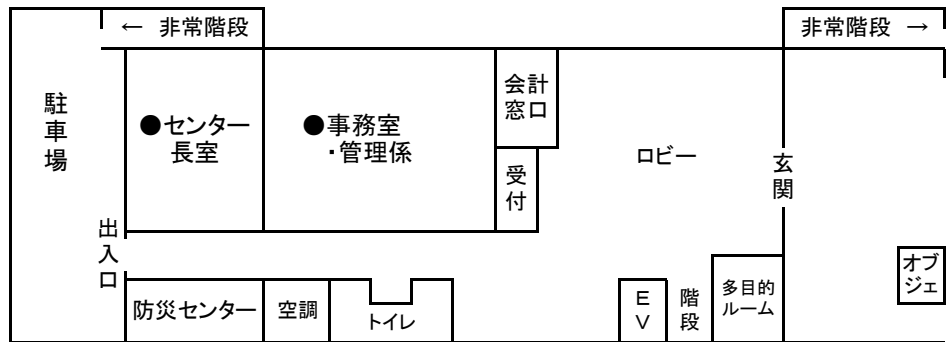 ← 非常階段
非常階段 →
駐車場
●センター
長室
●事務室
・管理係
会計
窓口
受付
ロビー
玄関
出入口
防災センター
空調
トイレ
EV
階段
多目的
ルーム
オブ
ジェ